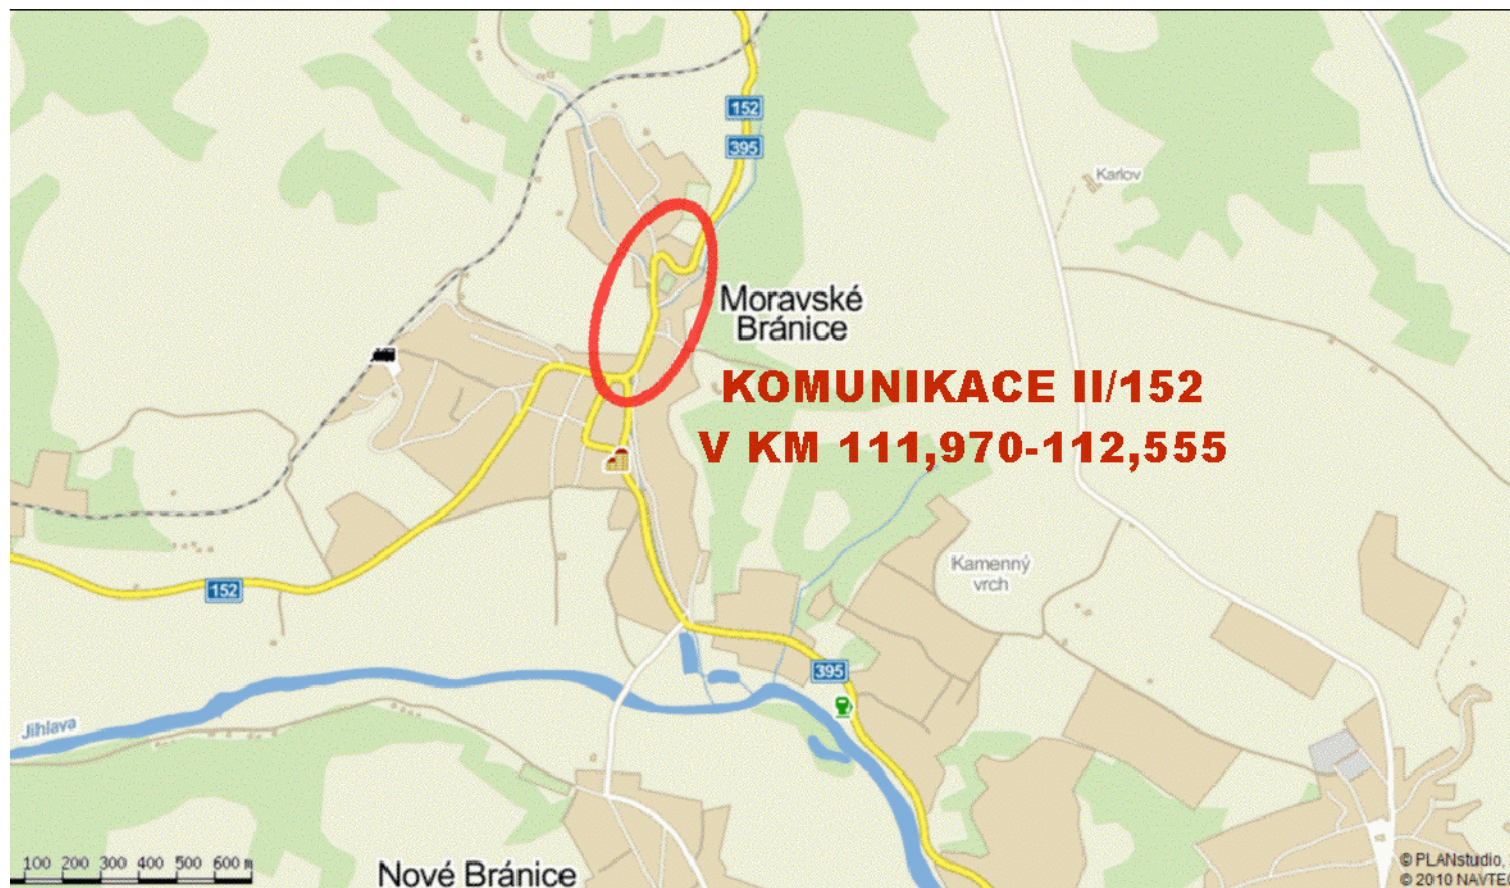 152
395
Karlov
Moravské
Bránice
KOMUNIKACE II/152
V KM 111,970-112,555
Kamenný
vrch
152
395
Jihlava
100 200 300 400 500 600 m
Nové Bránice
© PLANstudio,
© 2010 NAVTE